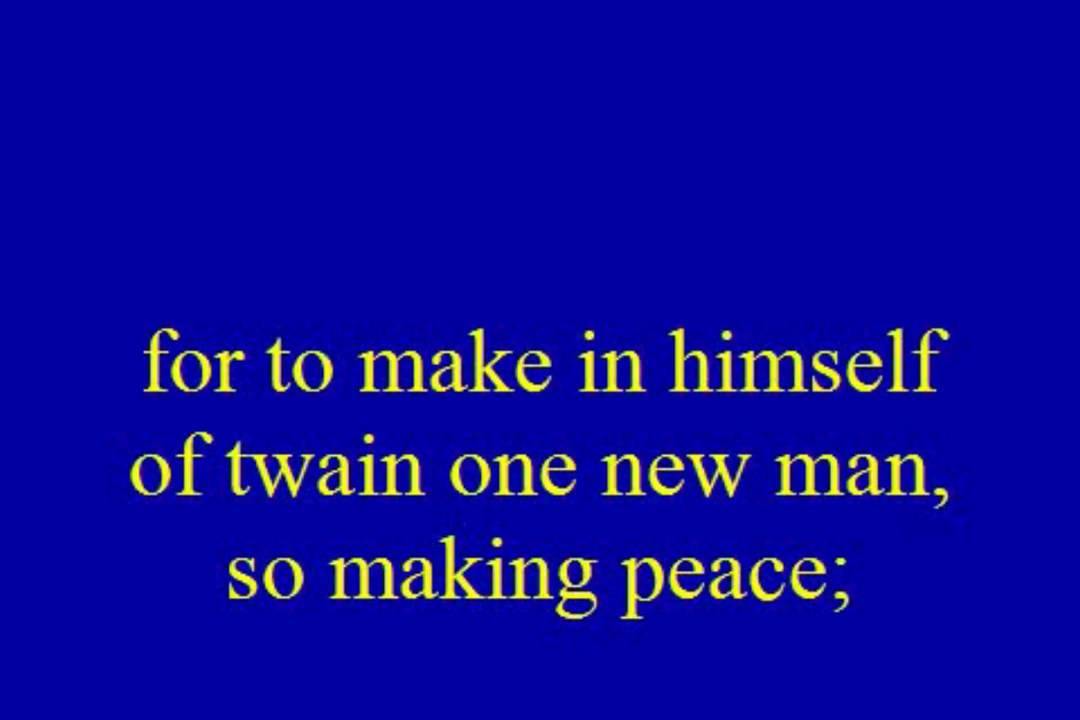 for to make in himself
of twain one new man,
so making peace;